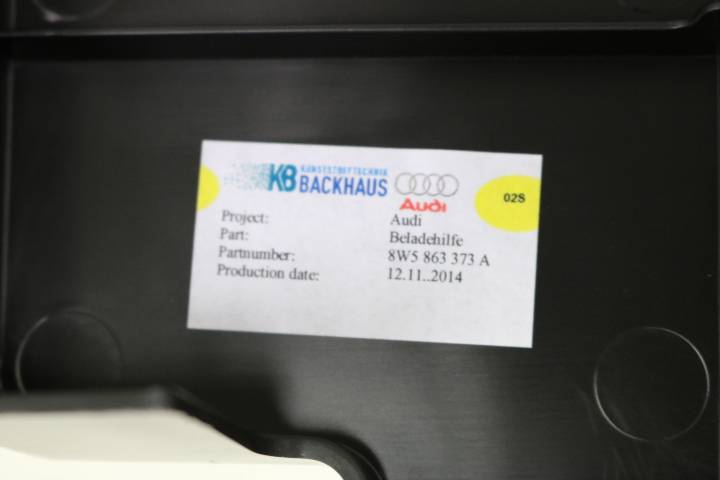 KB KUNSTSTOFFTECHNIK
BACKHAUS
Audi
02S
Project: Audi
Part: Beladehilfe
Partnumber: 8W5 863 373 A
Production date: 12.11..2014